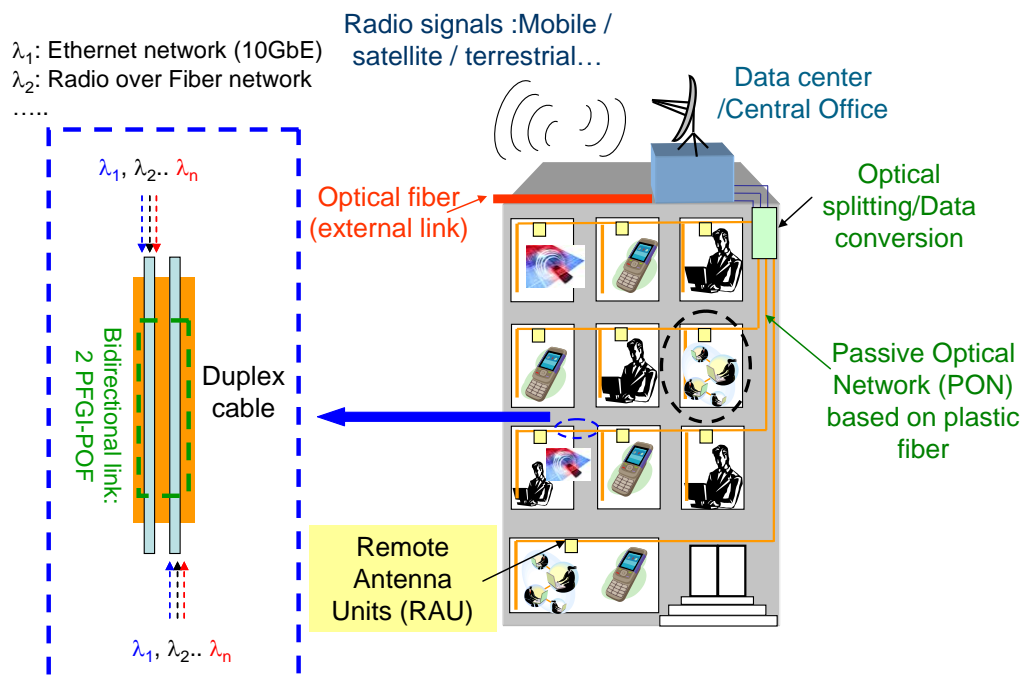 λ1: Ethernet network (10GbE)
λ2: Radio over Fiber network
…..
Radio signals :Mobile /
satellite / terrestrial…
Data center
/Central Office
λ1, λ2.. λn
Optical fiber
(external link)
Optical
splitting/Data
conversion
Bidirectional link:
2 PFGI-POF
Duplex
cable
Passive Optical
Network (PON)
based on plastic
fiber
Remote
Antenna
Units (RAU)
λ1, λ2.. λn